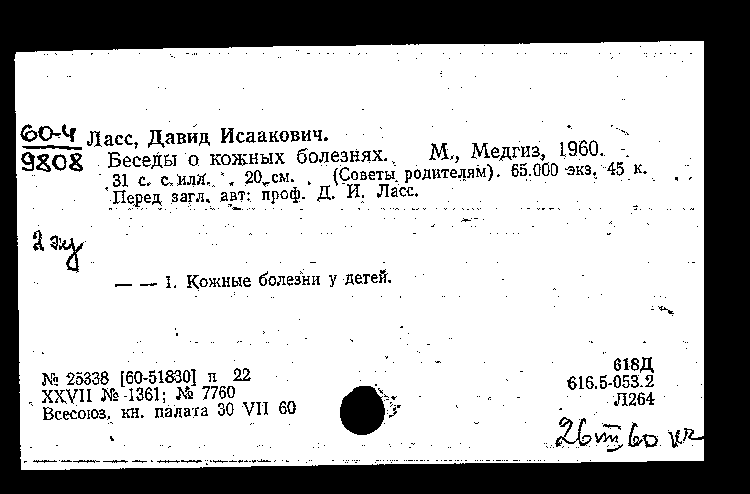 60-4
9808
Ласс, Давид Исаакович.
Беседы о кожных болезнях. М., Медгиз, 1960.
31 с. с илл. 20 см. (Советы родителям). 65.000 экз. 45 к.
Перед загл. авт: проф. Д. И. Ласс.
2 экз
— — 1. Кожные болезни у детей.
№ 25338 [60-51830] п 22
XXVII № 1361; № 7760
Всесоюз. кн. палата 30 VII 60
618Д
616.5-053.2
Л264
26 VIII 60